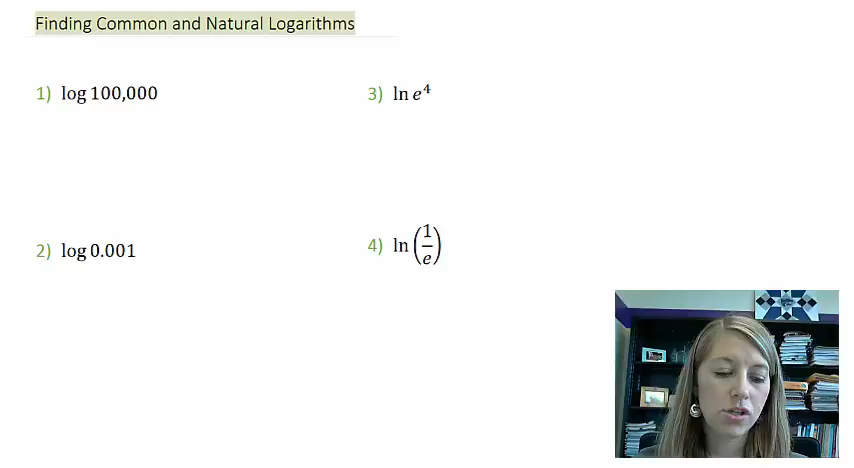 Finding Common and Natural Logarithms
1) log 100,000
3) ln e⁴
2) log 0.001
4) ln (1/e)